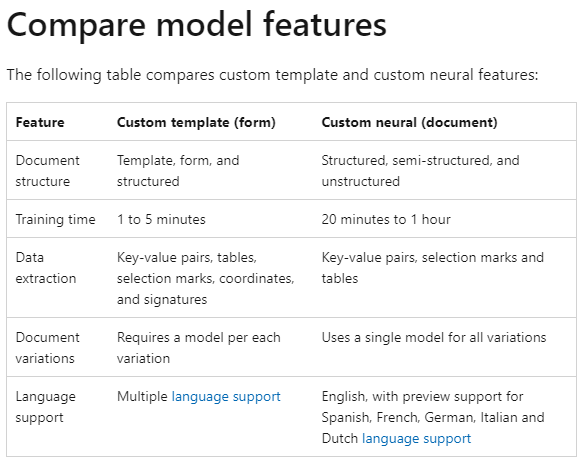 Compare model features
The following table compares custom template and custom neural features:
Feature Custom template (form) Custom neural (document)
Document structure Template, form, and structured Structured, semi-structured, and unstructured
Training time 1 to 5 minutes 20 minutes to 1 hour
Data extraction Key-value pairs, tables, selection marks, coordinates, and signatures Key-value pairs, selection marks and tables
Document variations Requires a model per each variation Uses a single model for all variations
Language support Multiple language support English, with preview support for Spanish, French, German, Italian and Dutch language support